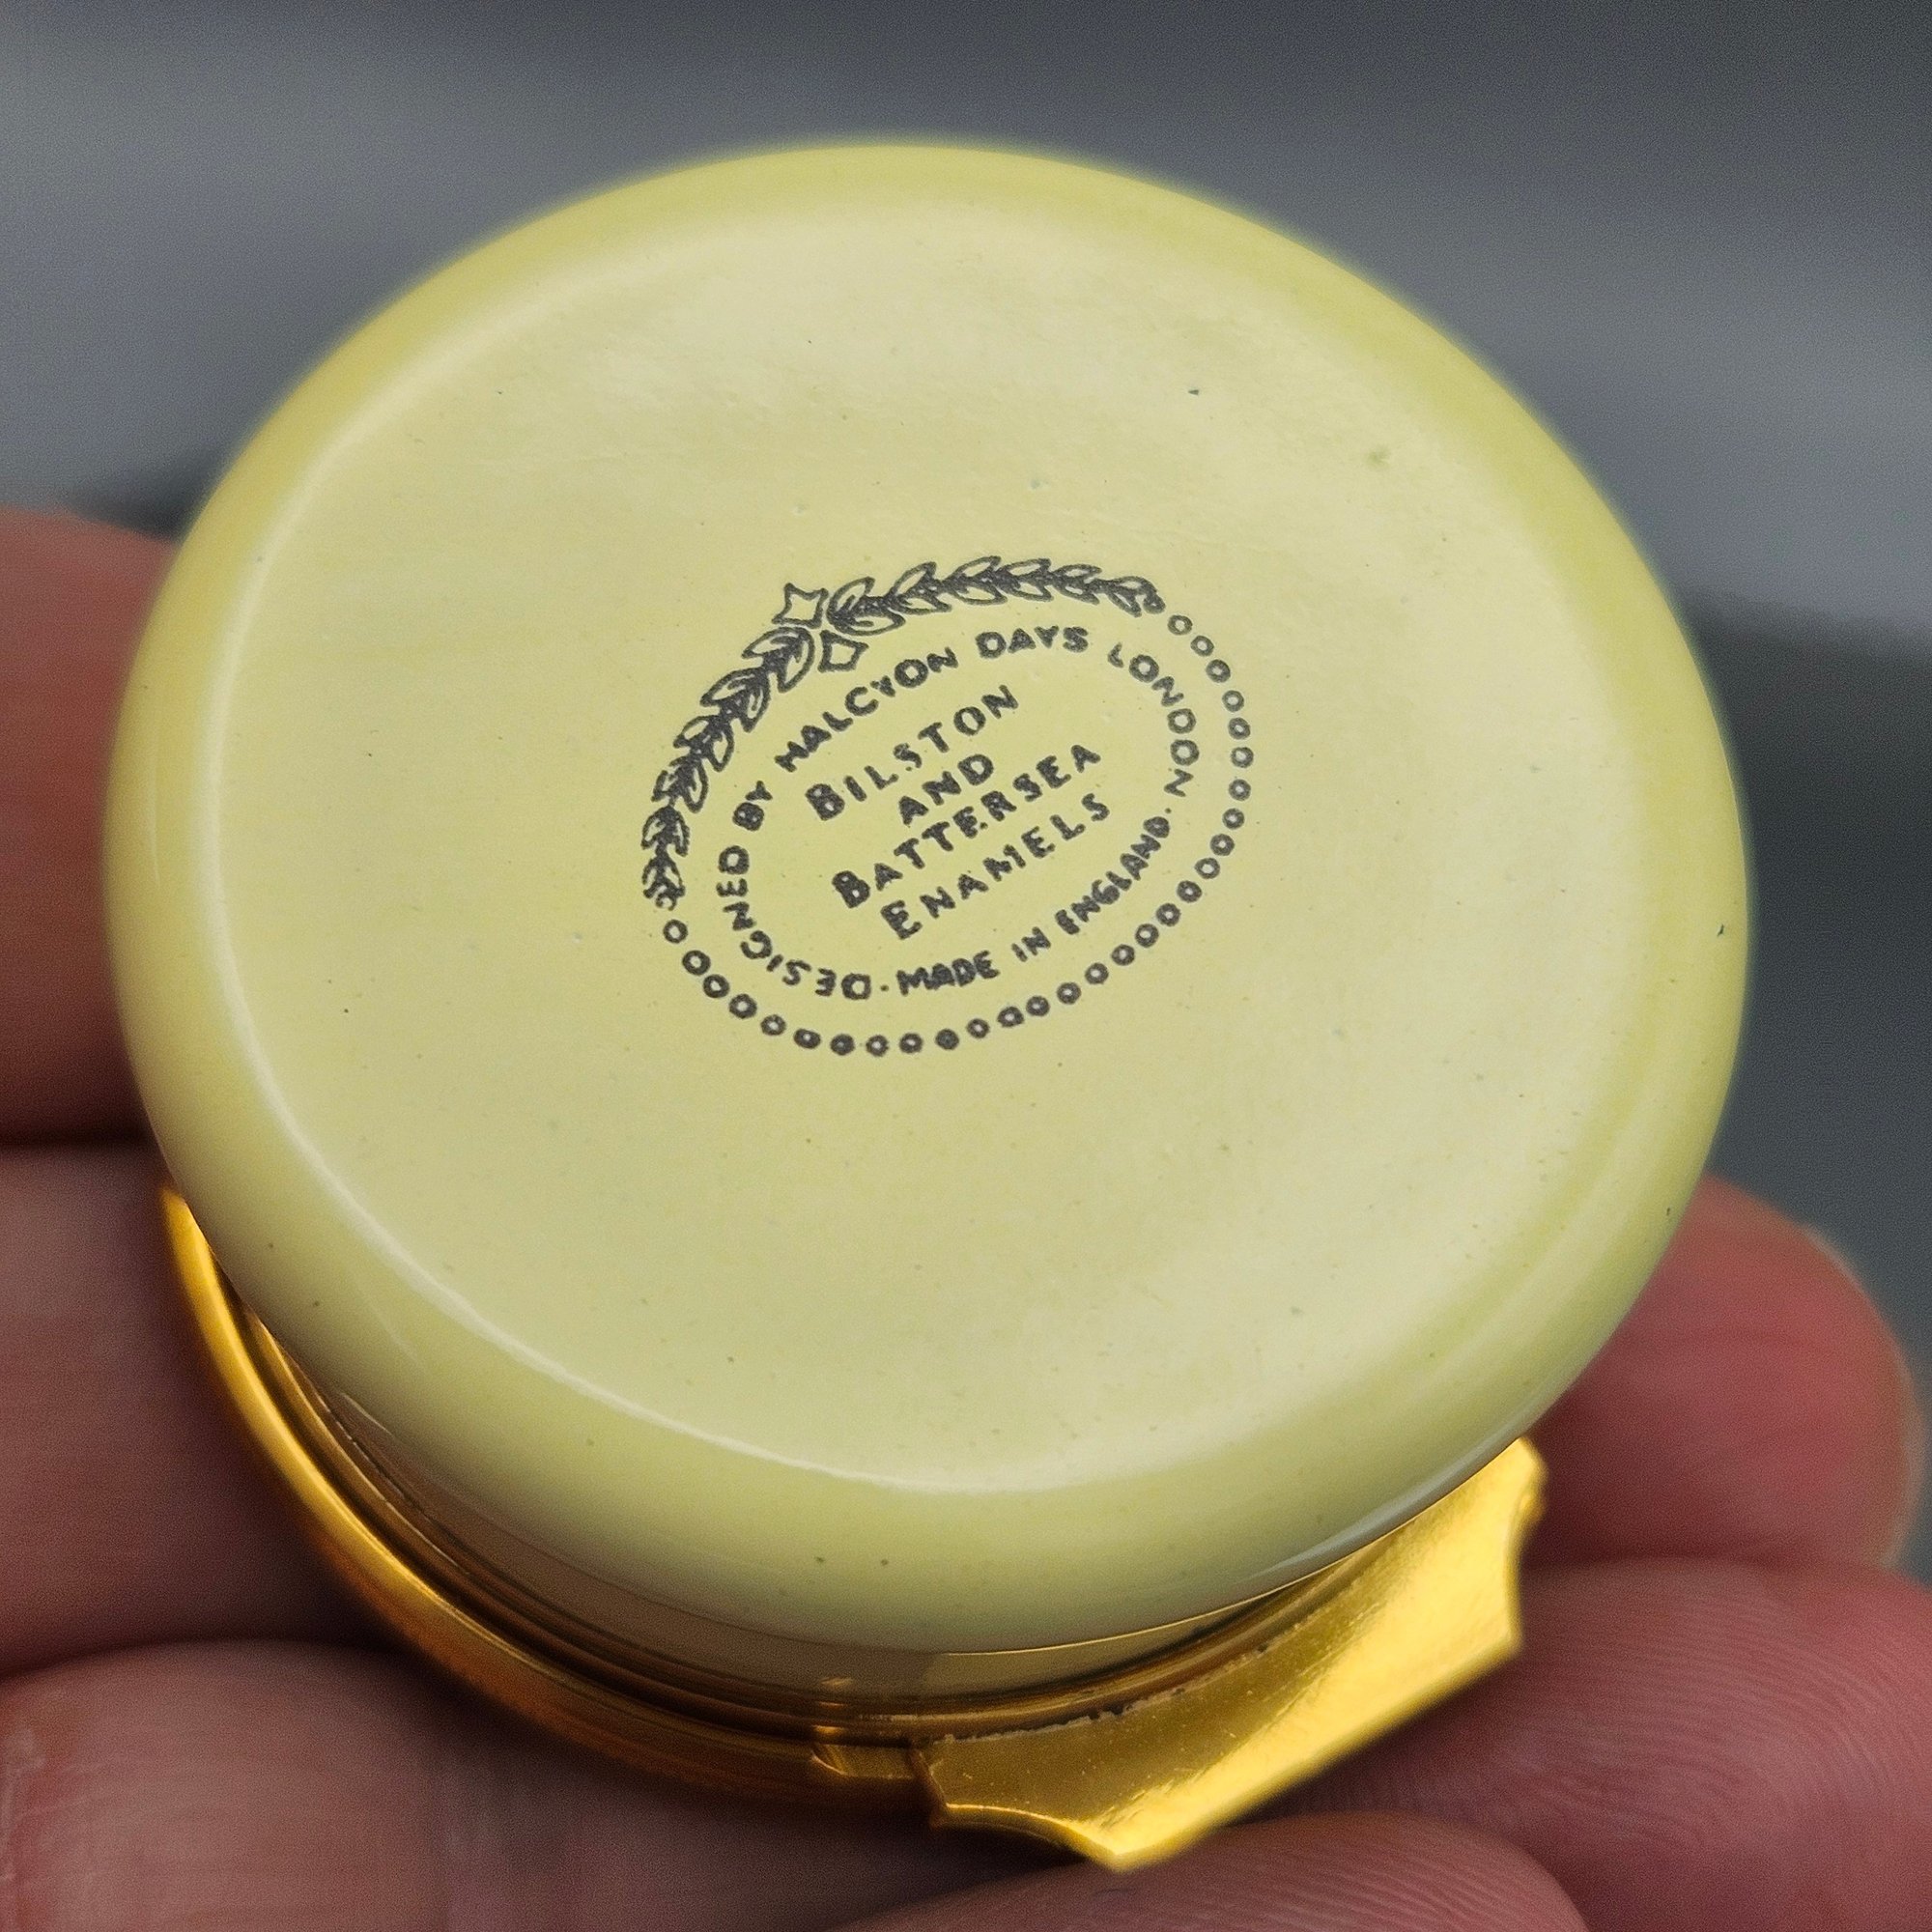 DESIGNED BY HALCYON DAYS LONDON · MADE IN ENGLAND ·
BILSTON
AND
BATTERSEA
ENAMELS